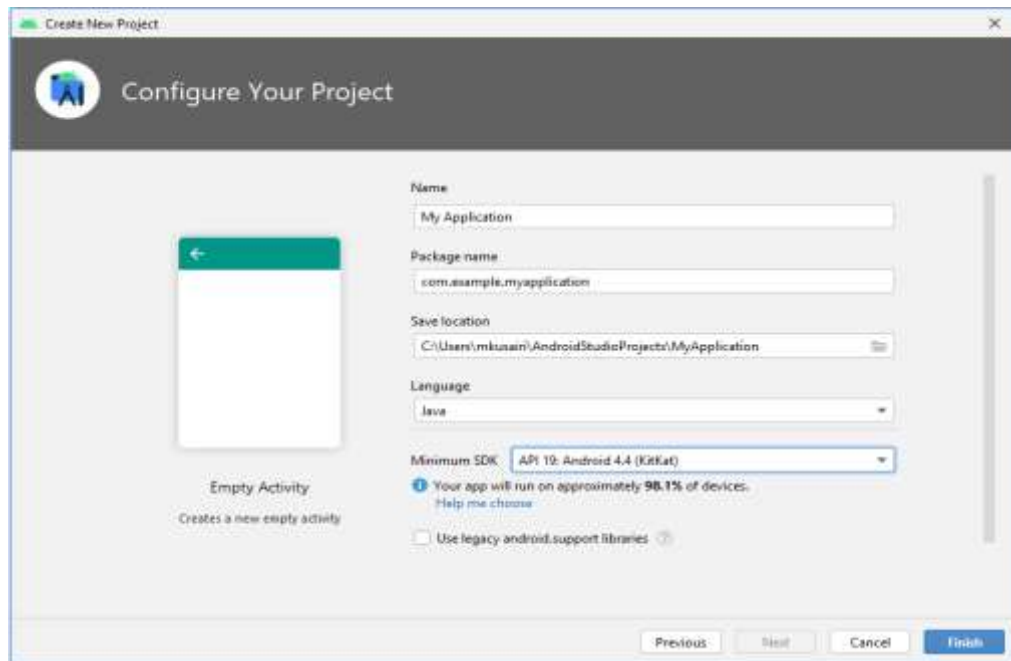 Create New Project
Configure Your Project
Name
My Application
Package name
com.example.myapplication
Save location
C:\Users\mkusairi\AndroidStudioProjects\MyApplication
Language
Java
Minimum SDK API 19: Android 4.4 (KitKat)
Your app will run on approximately 98.1% of devices.
Help me choose
Use legacy android.support libraries ?
Empty Activity
Creates a new empty activity
Previous Next Cancel Finish